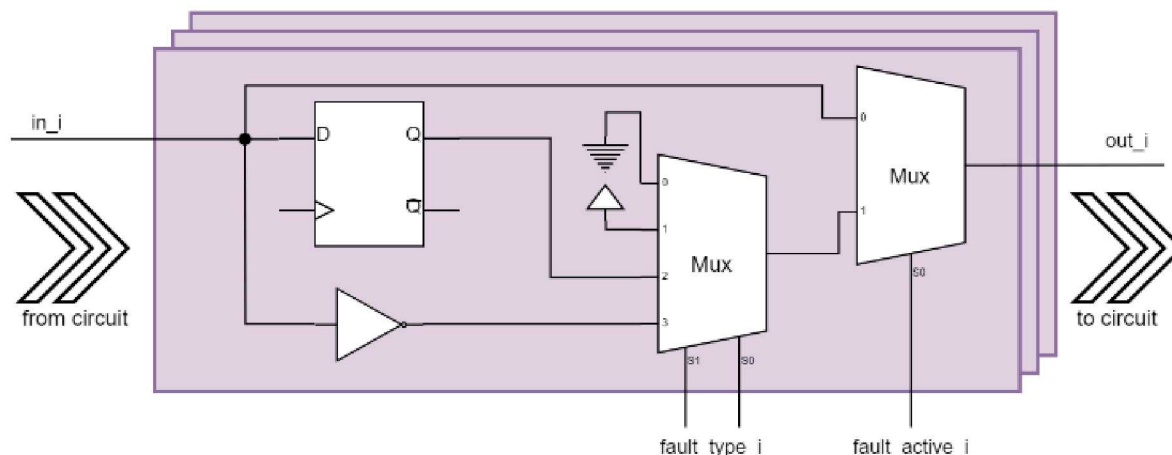 in_i
D
Q
Q
0
1
2
3
Mux
S1
S0
0
1
Mux
S0
out_i
from circuit
to circuit
fault_type_i
fault_active_i